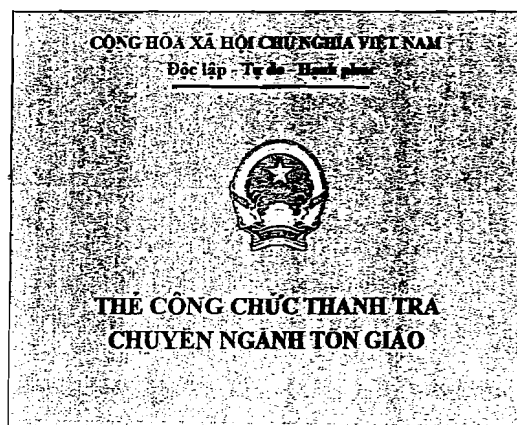 CỘNG HÒA XÃ HỘI CHỦ NGHĨA VIỆT NAM
Độc lập - Tự do - Hạnh phúc
THẺ CÔNG CHỨC THANH TRA
CHUYÊN NGÀNH TÔN GIÁO